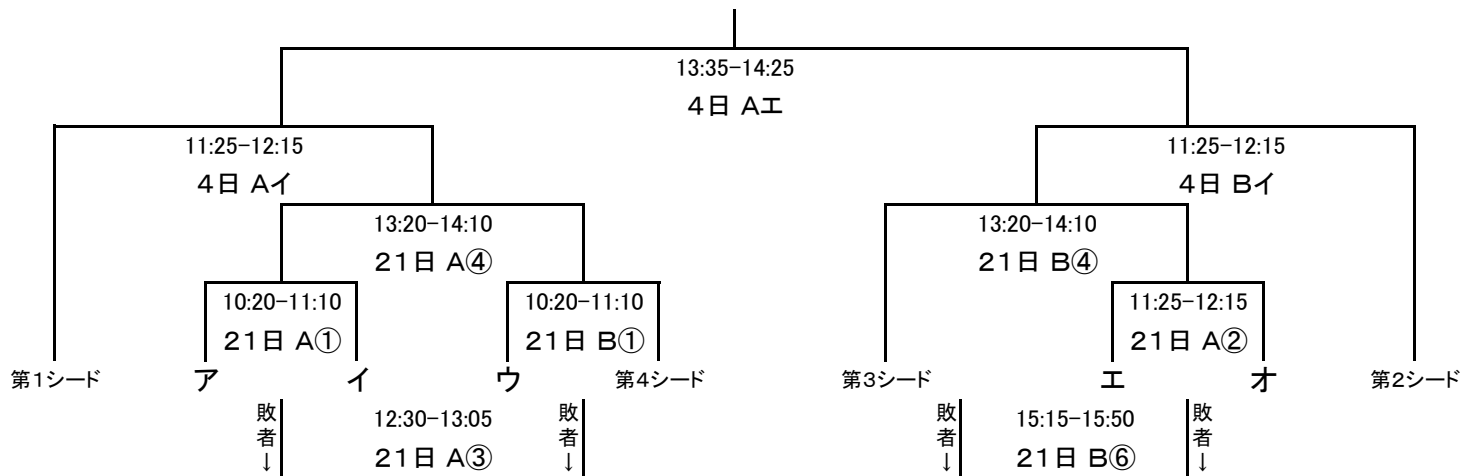 13:35-14:25
4日 Aエ
11:25-12:15
11:25-12:15
4日 Aイ
4日 Bイ
13:20-14:10
13:20-14:10
21日 A④
21日 B④
10:20-11:10
10:20-11:10
11:25-12:15
21日 A①
21日 B①
21日 A②
第1シード
ア
イ
ウ
第4シード
第3シード
エ
オ
第2シード
敗者↓
12:30-13:05
21日 A③
敗者↓
敗者↓
15:15-15:50
21日 B⑥
敗者↓